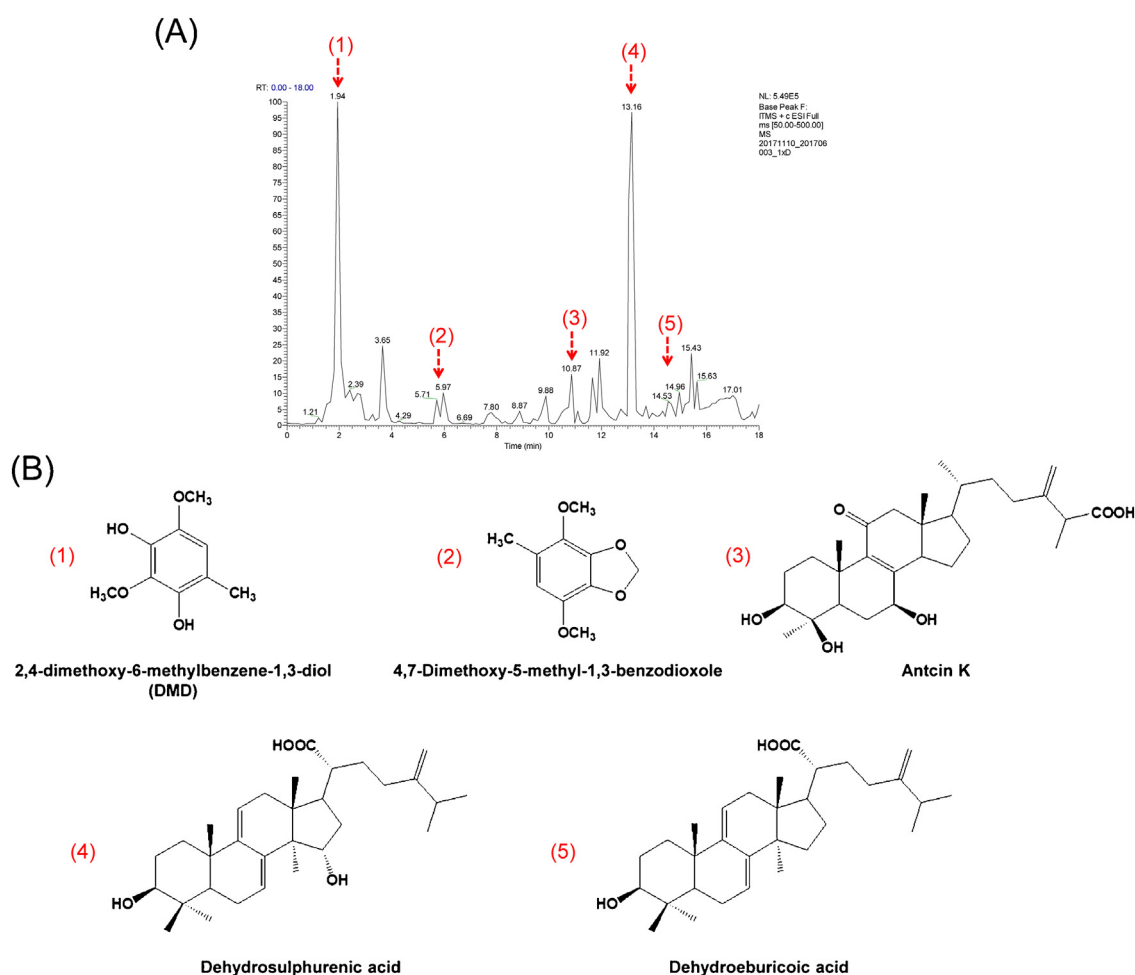 (A)
(1)
(4)
RT: 0.00 - 18.00
1.94
13.16
NL: 5.49E5
Base Peak F:
ITMS + c ESI Full
ms [50.00-500.00]
MS
20171110_201706
003_1xD
100
95
90
85
80
75
70
65
60
55
50
45
40
35
30
25
20
15
10
5
0
(2)
(3)
(5)
1.21
2.39
3.65
4.29
5.71
5.97
6.69
7.80
8.87
9.88
10.87
11.92
14.53
14.96
15.43
15.63
17.01
0 2 4 6 8 10 12 14 16 18
Time (min)
(B)
(1)
OCH3
HO
H3CO
CH3
OH
2,4-dimethoxy-6-methylbenzene-1,3-diol
(DMD)
(2)
OCH3
H3C
O
O
OCH3
4,7-Dimethoxy-5-methyl-1,3-benzodioxole
(3)
O
COOH
HO
OH
OH
Antcin K
(4)
HOOC
OH
HO
Dehydrosulphurenic acid
(5)
HOOC
HO
Dehydroeburicoic acid